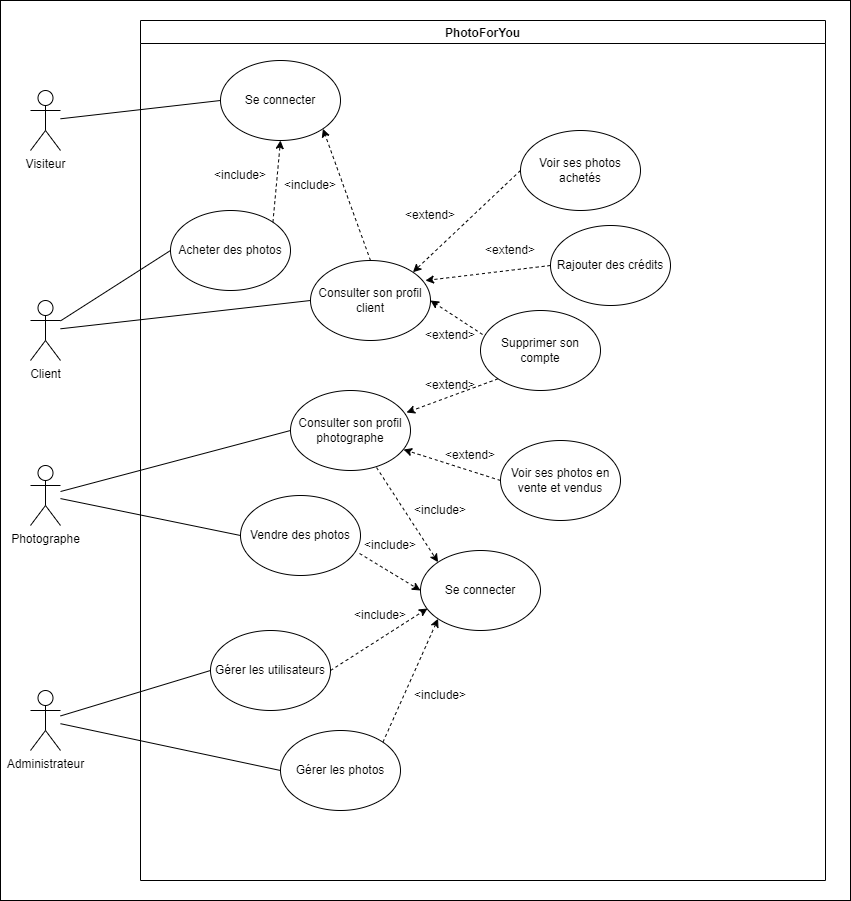 PhotoForYou
Se connecter
Visiteur
<include>
<include>
Voir ses photos
achetés
<extend>
Acheter des photos
<extend>
Rajouter des crédits
Consulter son profil
client
Client
<extend>
Supprimer son
compte
<extend>
Consulter son profil
photographe
<extend>
Voir ses photos en
vente et vendus
Photographe
<include>
Vendre des photos
<include>
Se connecter
<include>
Gérer les utilisateurs
<include>
Administrateur
Gérer les photos